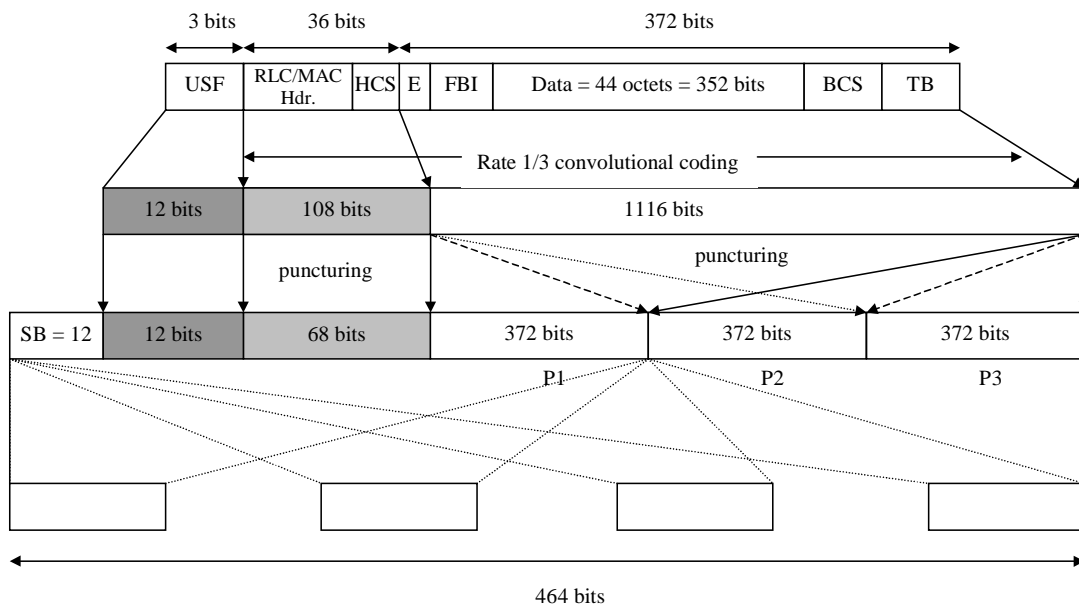 3 bits 36 bits 372 bits
USF RLC/MAC Hdr. HCS E FBI Data = 44 octets = 352 bits BCS TB
Rate 1/3 convolutional coding
12 bits 108 bits 1116 bits
puncturing puncturing
SB = 12 12 bits 68 bits 372 bits 372 bits 372 bits
P1 P2 P3
464 bits